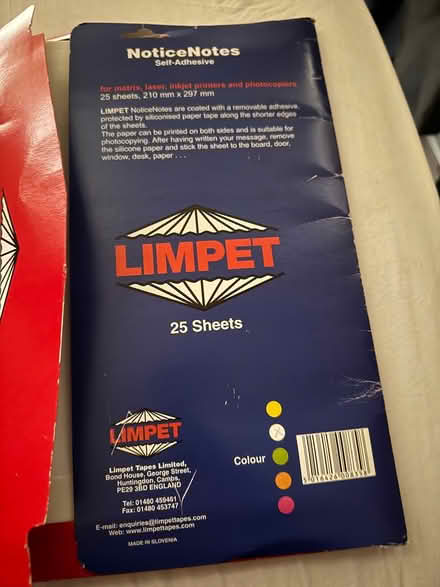 NoticeNotes
Self-Adhesive
for matrix, laser, inkjet printers and photocopiers
25 sheets, 210 mm x 297 mm
LIMPET NoticeNotes are coated with a removable adhesive,
protected by siliconised paper tape along the shorter edges
of the sheets.
The paper can be printed on both sides and is suitable for
photocopying. After having written your message, remove
the silicone paper and stick the sheet to the board, door,
window, desk, paper ...
LIMPET
25 Sheets
LIMPET
Limpet Tapes Limited,
Bond House, George Street,
Huntingdon, Cambs,
PE29 3BD ENGLAND
Tel: 01480 459461
Fax: 01480 453747
E-mail: enquiries@limpettapes.com
Web: www.limpettapes.com
MADE IN SLOVENIA
Colour